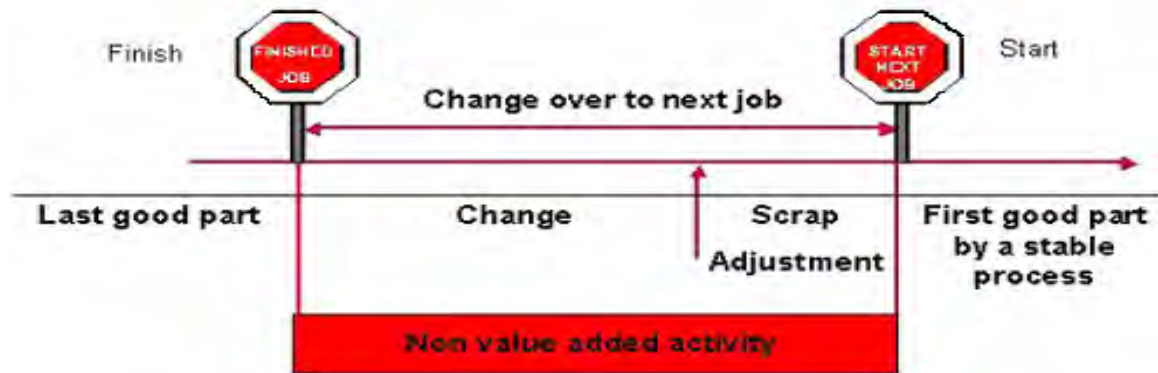 Finish
FINISHED
JOB
START
NEXT
JOB
Start
Change over to next job
Last good part
Change
Scrap
First good part
by a stable
process
Adjustment
Non value added activity